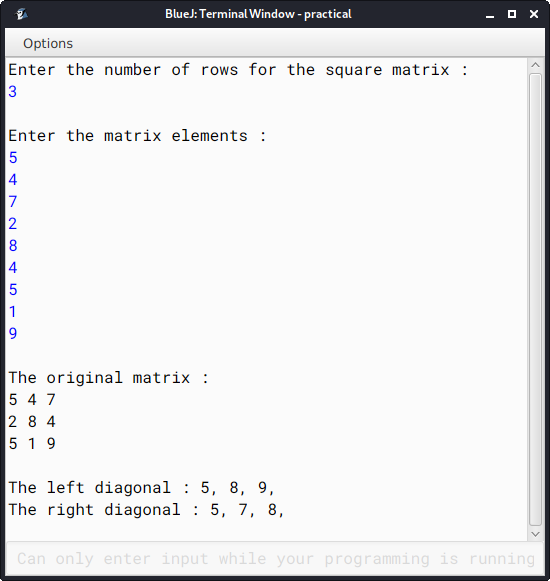 BlueJ: Terminal Window - practical
Options
Enter the number of rows for the square matrix :
3
Enter the matrix elements :
5
4
7
2
8
4
5
1
9
The original matrix :
5 4 7
2 8 4
5 1 9
The left diagonal : 5, 8, 9,
The right diagonal : 5, 7, 8,
Can only enter input while your programming is running